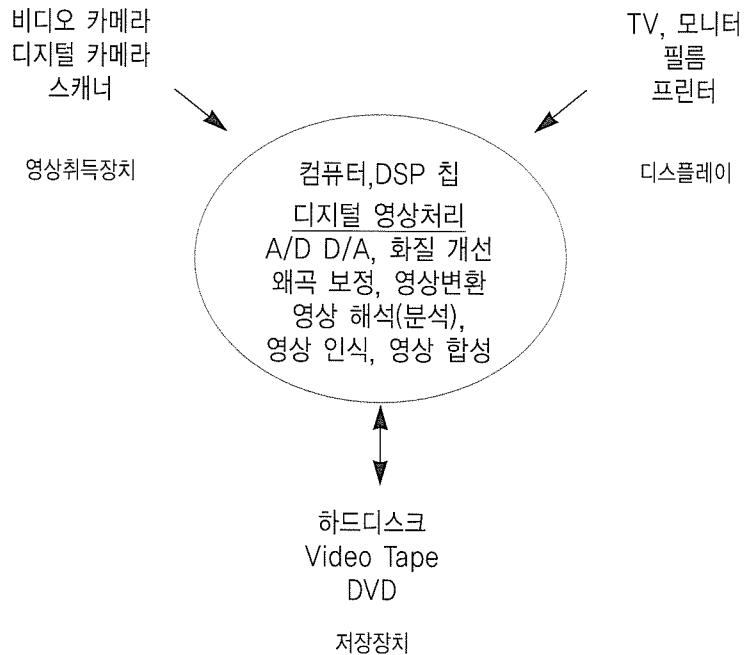 비디오 카메라
디지털 카메라
스캐너
영상취득장치
TV, 모니터
필름
프린터
디스플레이
컴퓨터,DSP 칩
디지털 영상처리
A/D D/A, 화질 개선
왜곡 보정, 영상변환
영상 해석(분석),
영상 인식, 영상 합성
하드디스크
Video Tape
DVD
저장장치